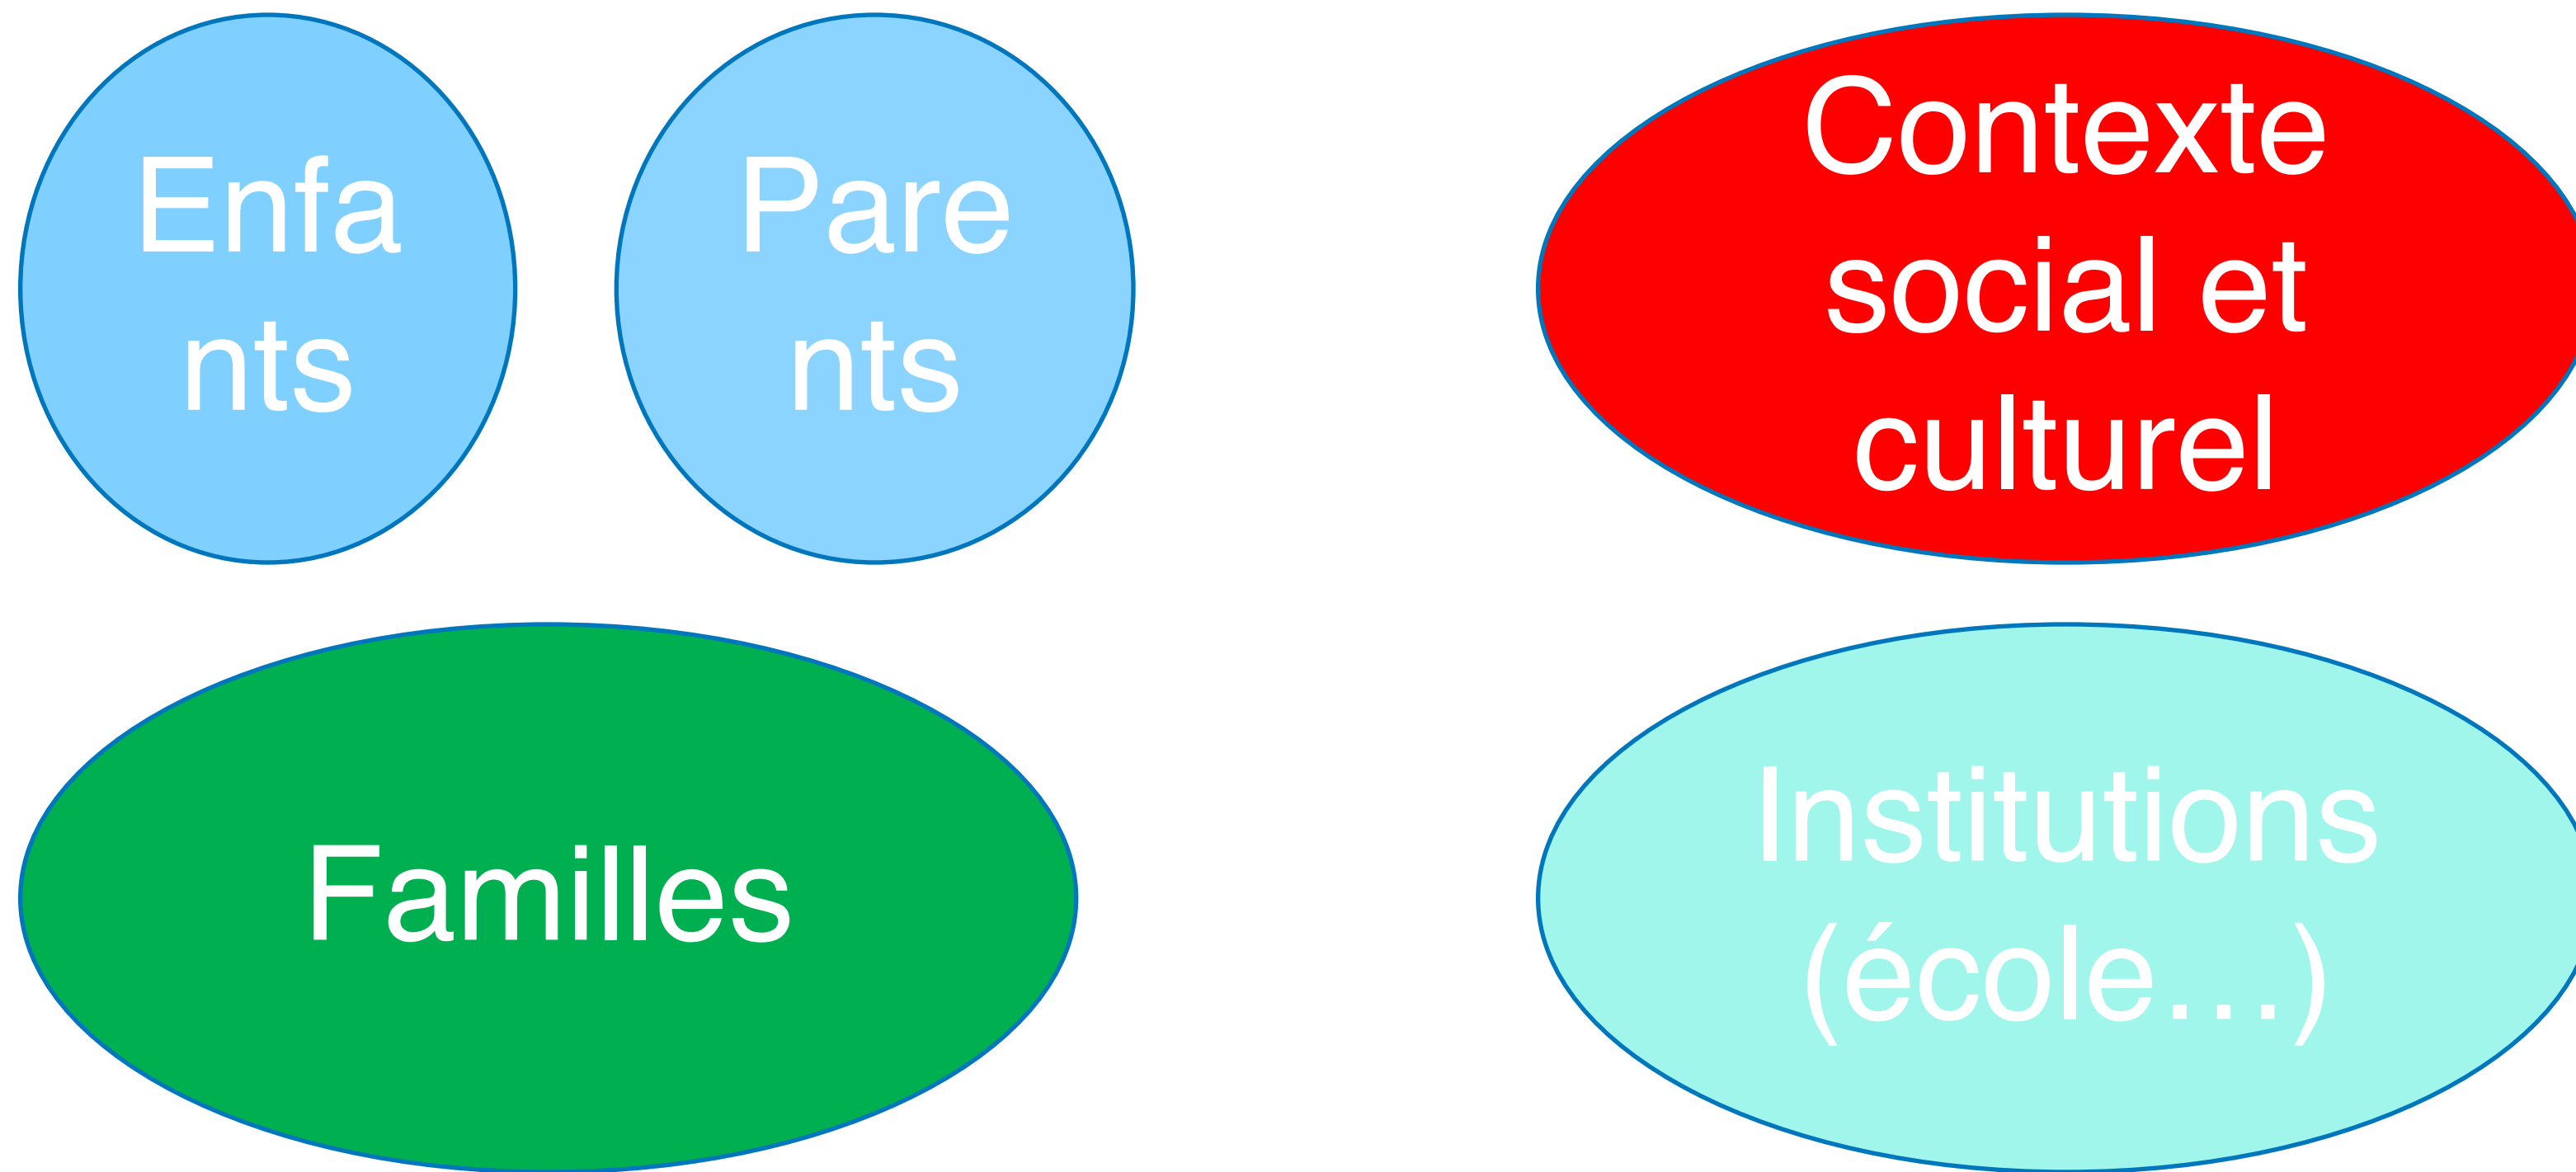 Enfa
nts
Pare
nts
Contexte
social et
culturel
Familles
Institutions
(école…)